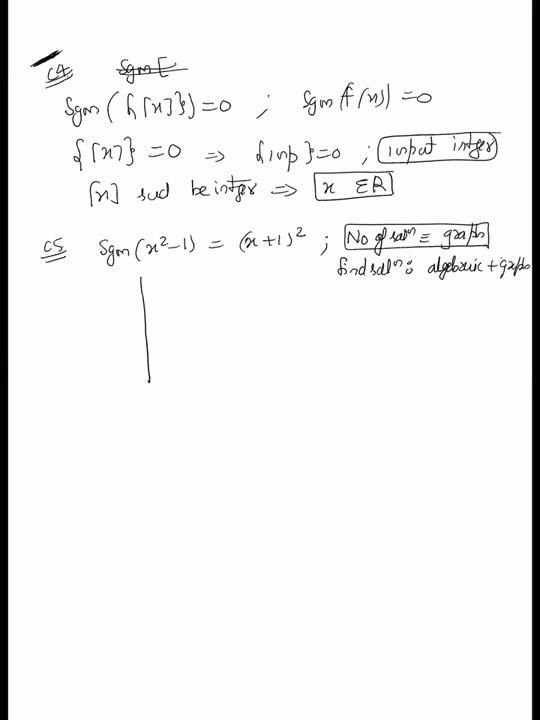 C4 Sgn[
Sgn({[x]})=0 ; Sgn(f(x))=0
{[x]}=0 ⇒ {inp}=0 ; input integer
[x] sud be integer ⇒ x ∈R
C5 Sgn(x²-1) = (x+1)² ; No of solⁿ ≡ graphs
find solⁿ: algebraic + graphs